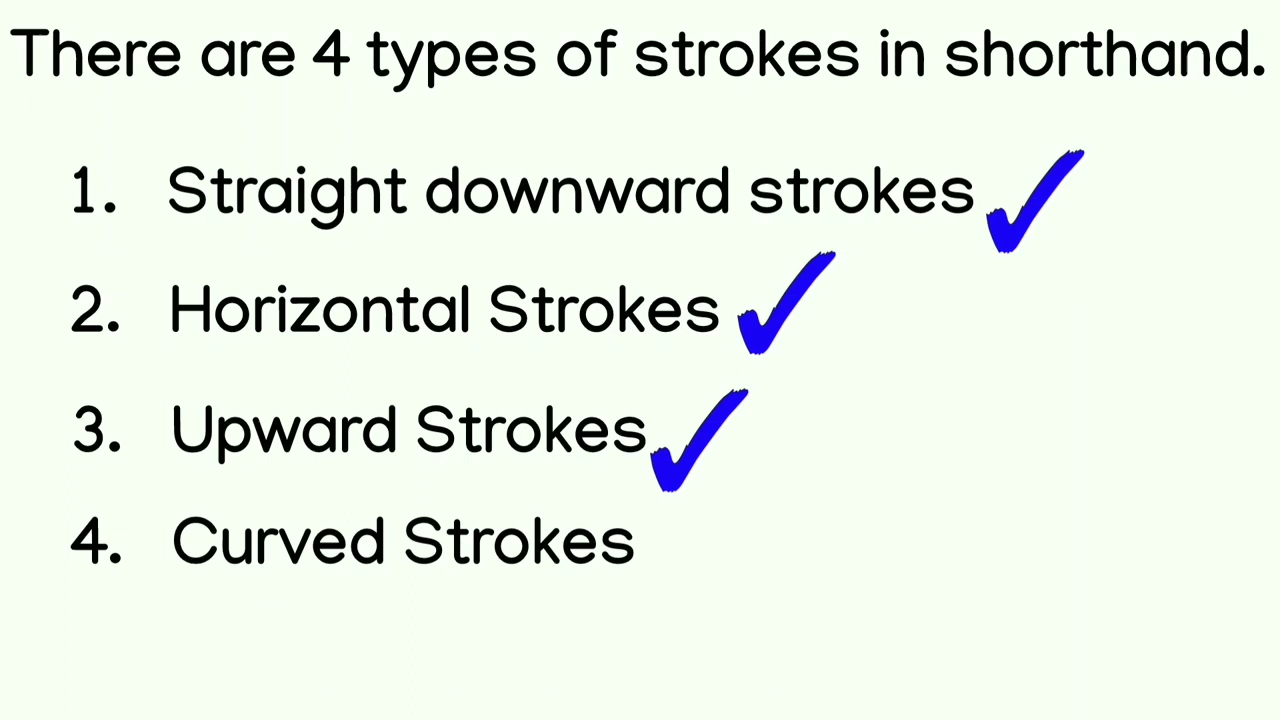 There are 4 types of strokes in shorthand.
1. Straight downward strokes
2. Horizontal Strokes
3. Upward Strokes
4. Curved Strokes